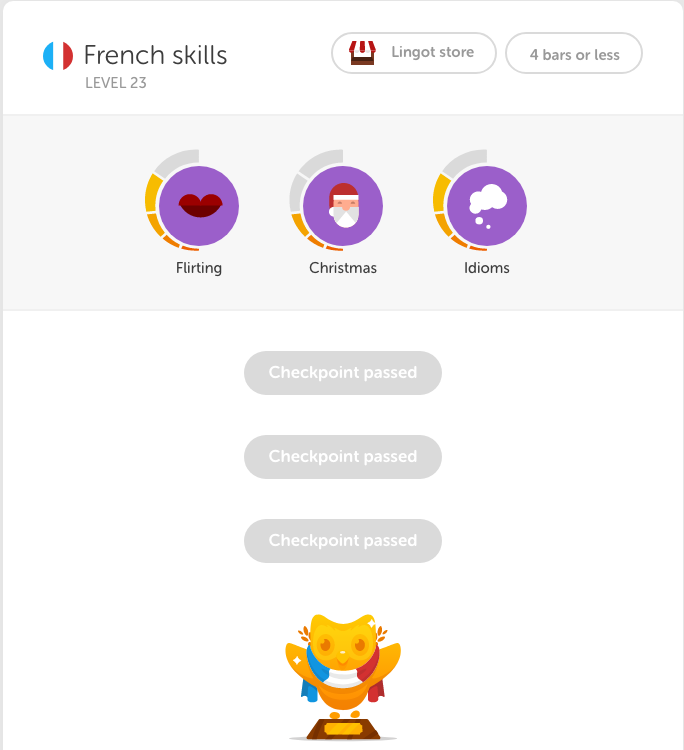 French skills
LEVEL 23
Lingot store
4 bars or less
Flirting
Christmas
Idioms
Checkpoint passed
Checkpoint passed
Checkpoint passed